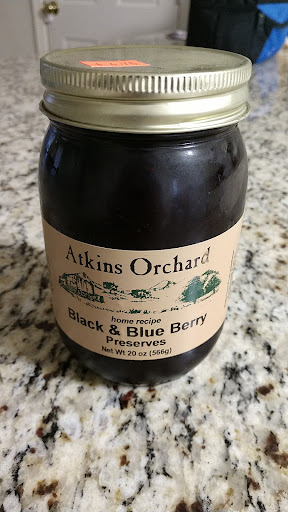 Atkins Orchard
home recipe
Black & Blue Berry
Preserves
Net Wt 20 oz (566g)